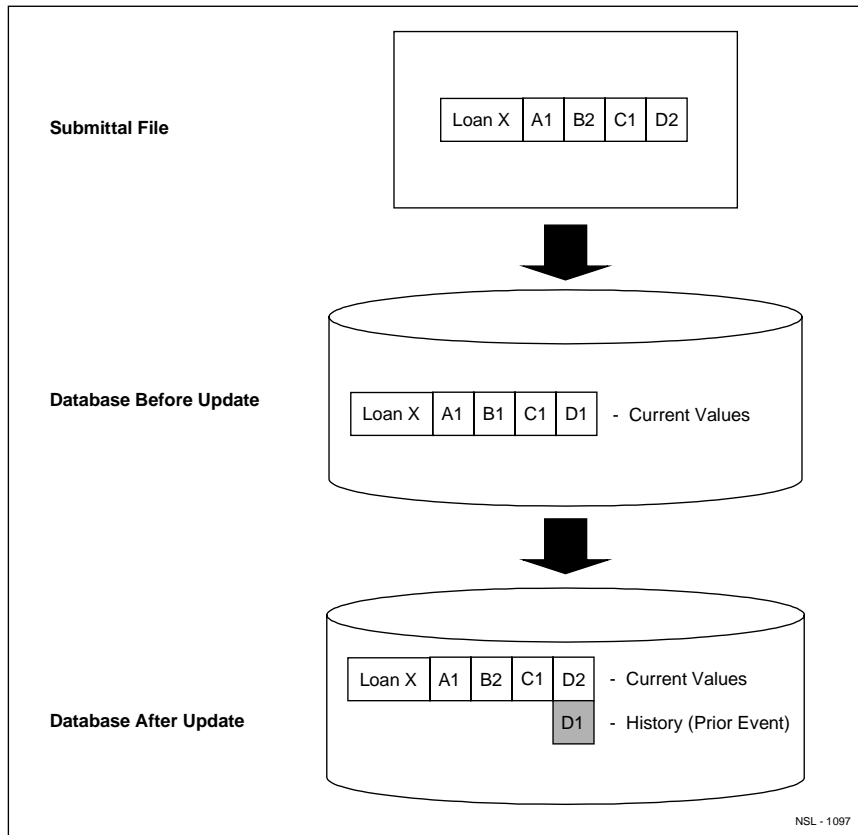 Submittal File
Loan X A1 B2 C1 D2
Database Before Update
Loan X A1 B1 C1 D1 - Current Values
Loan X A1 B2 C1 D2 - Current Values
Database After Update
D1 - History (Prior Event)
NSL - 1097